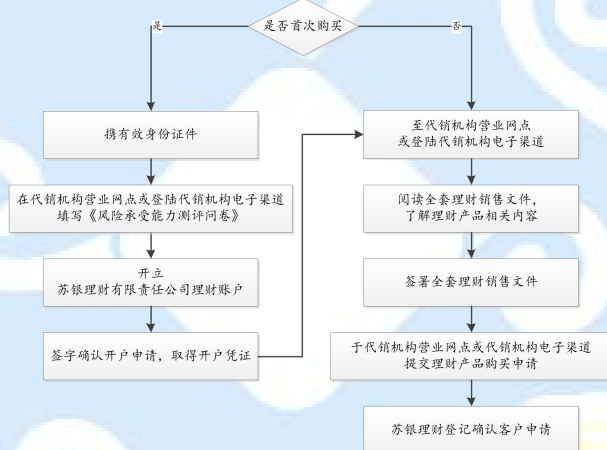 是否首次购买
是
否
携有效身份证件
在代销机构营业网点或登陆代销机构电子渠道
填写《风险承受能力测评问卷》
开立
苏银理财有限责任公司理财账户
签字确认开户申请，取得开户凭证
至代销机构营业网点
或登陆代销机构电子渠道
阅读全套理财销售文件，
了解理财产品相关内容
签署全套理财销售文件
于代销机构营业网点或代销机构电子渠道
提交理财产品购买申请
苏银理财登记确认客户申请